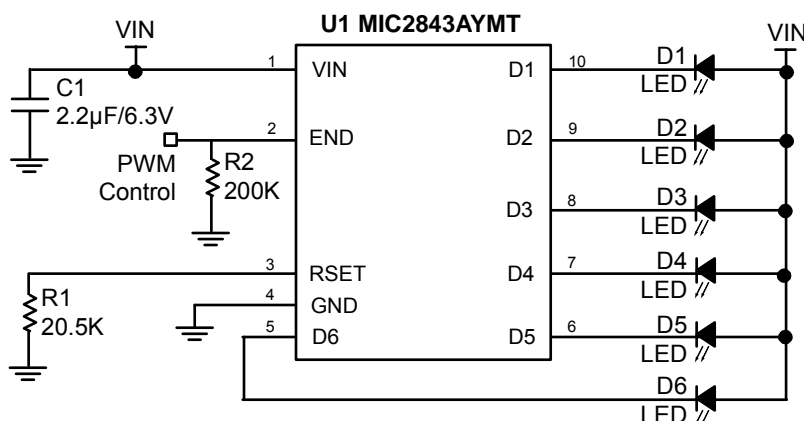 U1 MIC2843AYMT
VIN
VIN
C1
2.2µF/6.3V
1
VIN
D1
10
D1
LED
2
END
D2
9
D2
LED
PWM
Control
R2
200K
D3
8
D3
LED
3
RSET
D4
7
D4
LED
R1
20.5K
4
GND
5
D6
D5
6
D5
LED
D6
LED